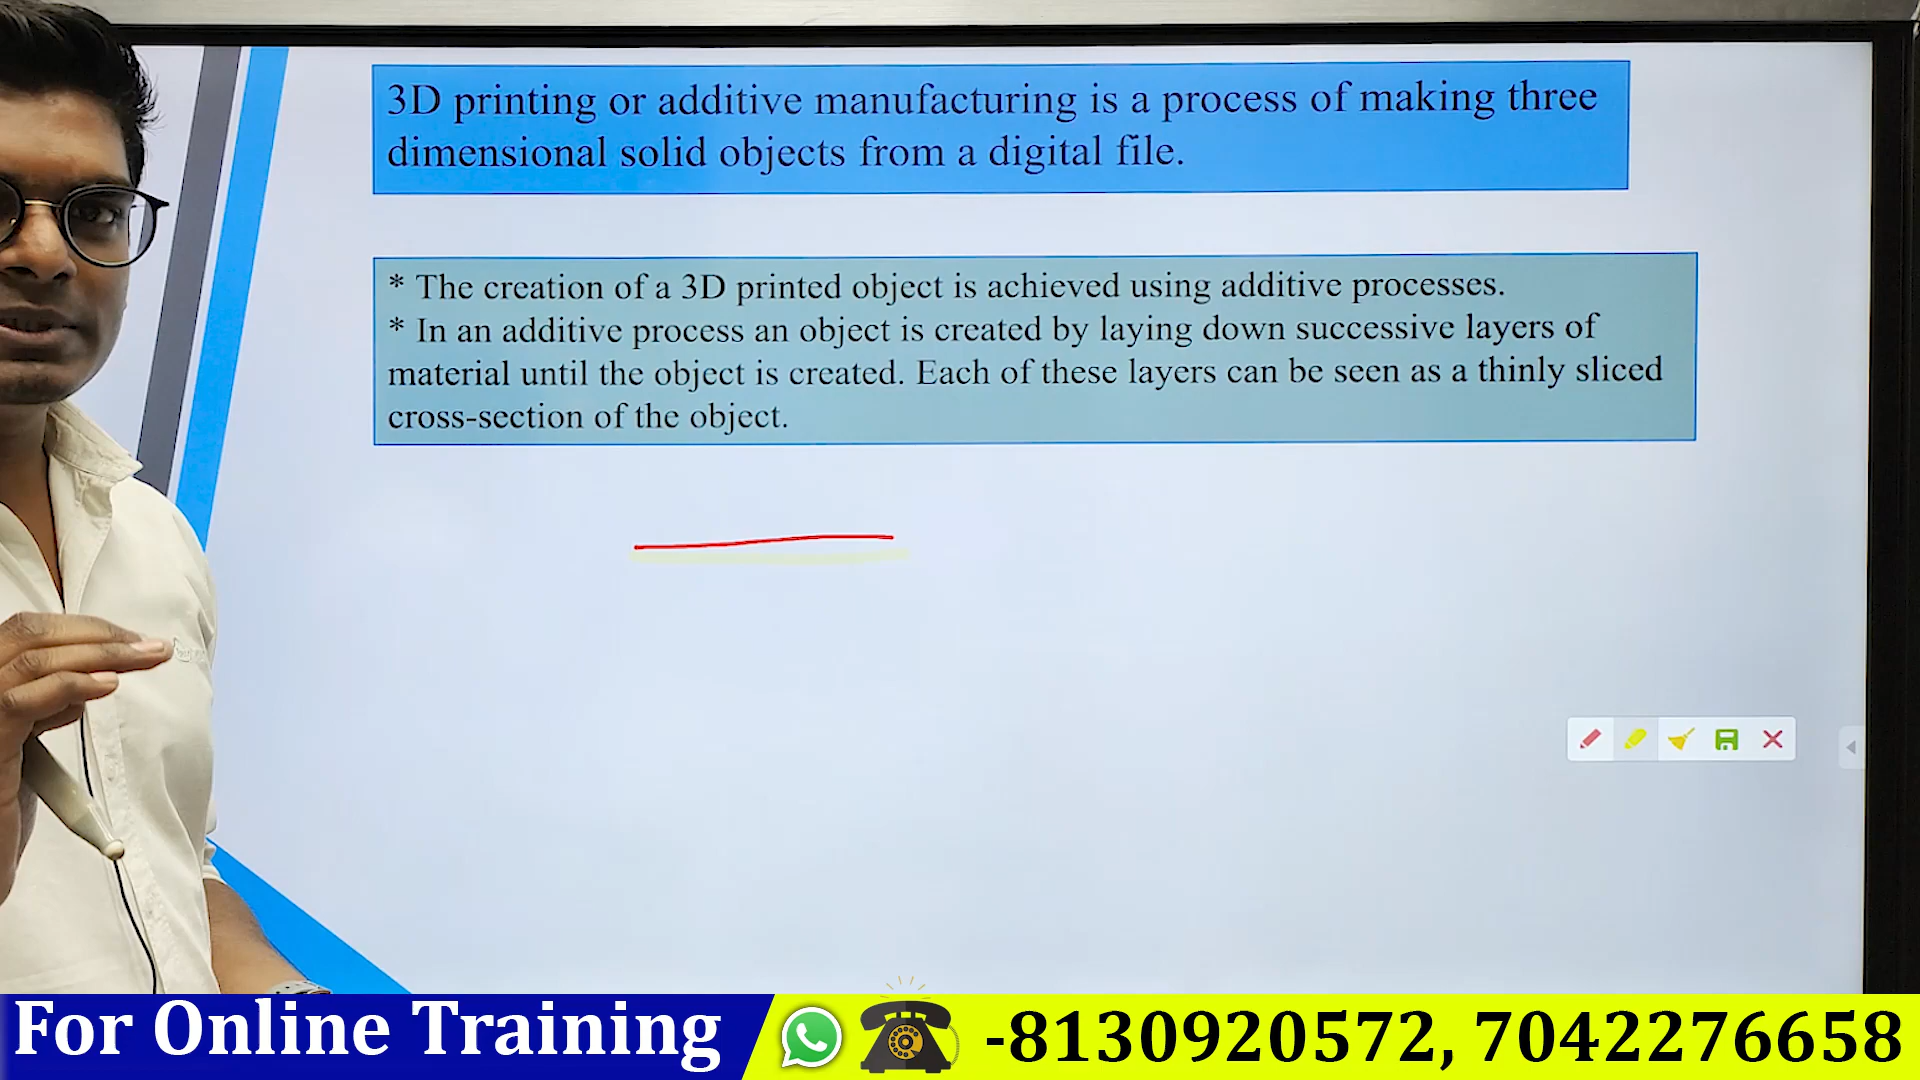 3D printing or additive manufacturing is a process of making three
dimensional solid objects from a digital file.
* The creation of a 3D printed object is achieved using additive processes.
* In an additive process an object is created by laying down successive layers of
material until the object is created. Each of these layers can be seen as a thinly sliced
cross-section of the object.
For Online Training
-8130920572, 7042276658